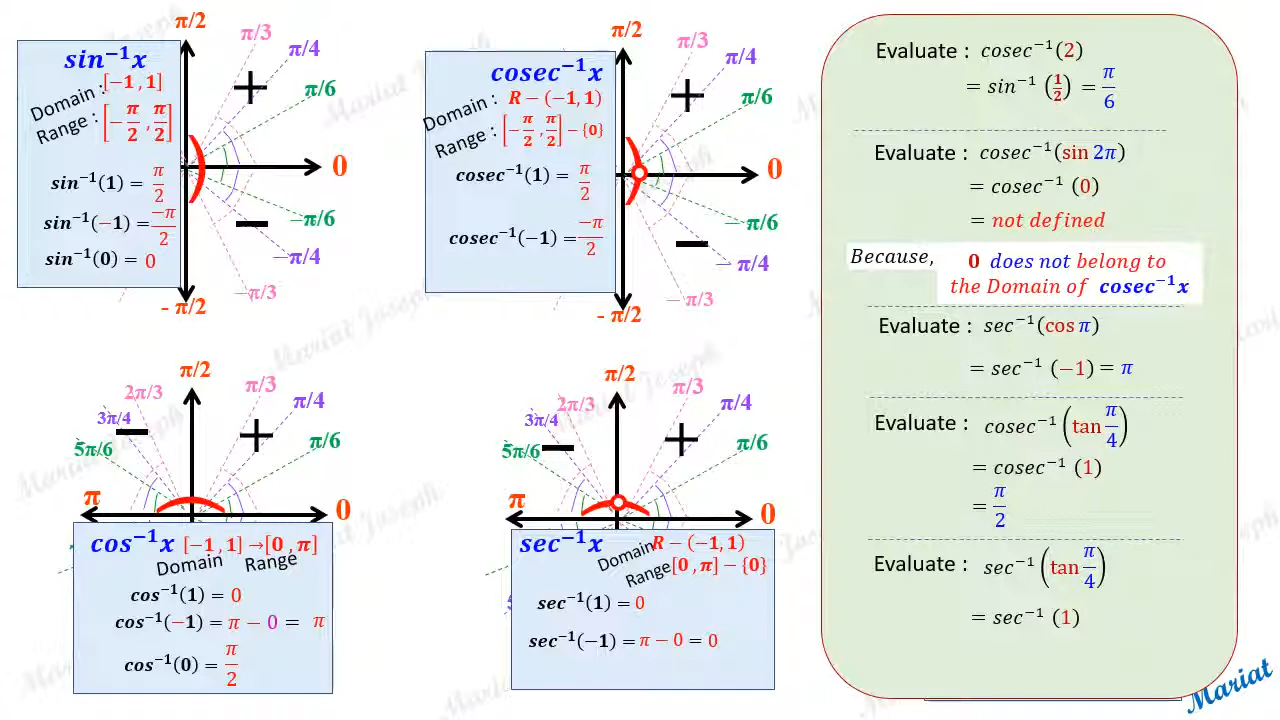 π/2
π/3
π/4
π/6
0
−π/6
−π/4
−π/3
- π/2
sin⁻¹x
Domain : [−1 , 1]
Range : [−π/2 , π/2]
sin⁻¹(1) = π/2
sin⁻¹(−1) = −π/2
sin⁻¹(0) = 0
+
−
π/2
π/3
π/4
π/6
0
−π/6
− π/4
−π/3
- π/2
cosec⁻¹x
Domain : R − (−1, 1)
Range : [−π/2 , π/2] − {0}
cosec⁻¹(1) = π/2
cosec⁻¹(−1) = −π/2
+
−
π/2
2π/3
3π/4
5π/6
π
π/3
π/4
π/6
0
−
+
cos⁻¹x [−1 , 1] → [0 , π]
Domain Range
cos⁻¹(1) = 0
cos⁻¹(−1) = π − 0 = π
cos⁻¹(0) = π/2
π/2
2π/3
3π/4
5π/6
π
π/3
π/4
π/6
0
−
+
sec⁻¹x
Domain R − (−1, 1)
Range [0 , π] − {0}
sec⁻¹(1) = 0
sec⁻¹(−1) = π − 0 = 0
Evaluate : cosec⁻¹(2)
= sin⁻¹ (1/2) = π/6
Evaluate : cosec⁻¹(sin 2π)
= cosec⁻¹ (0)
= not defined
Because, 0 does not belong to
the Domain of cosec⁻¹x
Evaluate : sec⁻¹(cos π)
= sec⁻¹ (−1) = π
Evaluate : cosec⁻¹(tan π/4)
= cosec⁻¹ (1)
= π/2
Evaluate : sec⁻¹(tan π/4)
= sec⁻¹ (1)
Mariat
Mariat Joseph